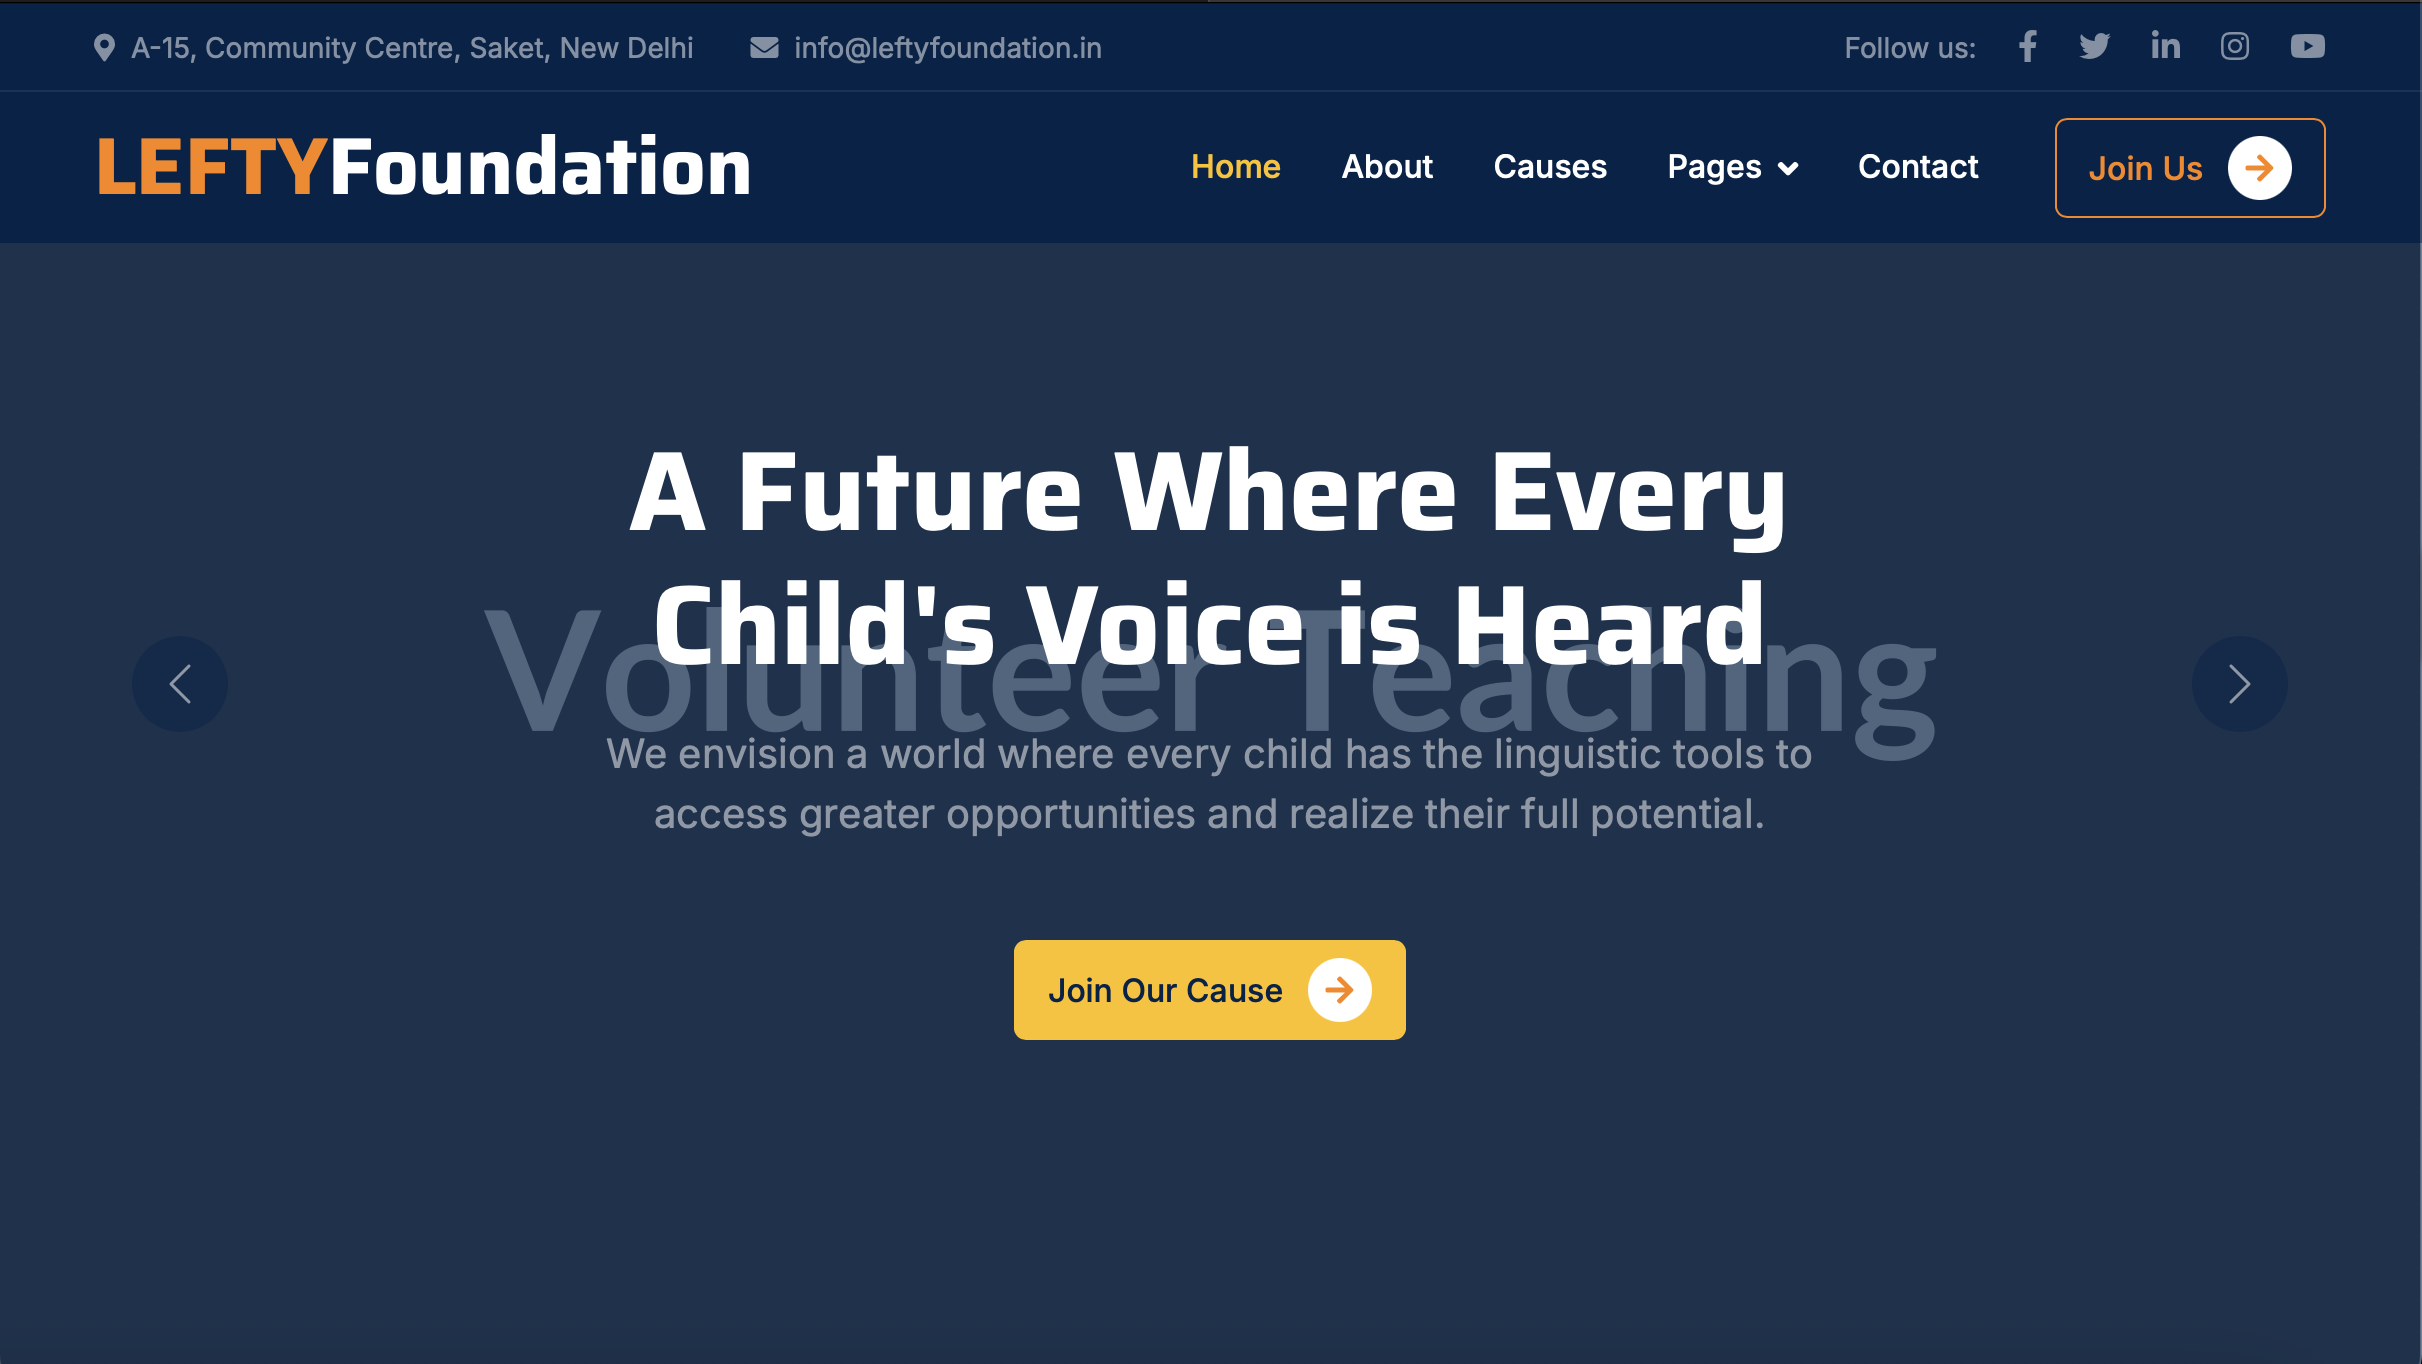 A-15, Community Centre, Saket, New Delhi info@leftyfoundation.in Follow us:
LEFTYFoundation Home About Causes Pages Contact Join Us
A Future Where Every
Child's Voice is Heard
Volunteer Teaching
We envision a world where every child has the linguistic tools to
access greater opportunities and realize their full potential.
Join Our Cause